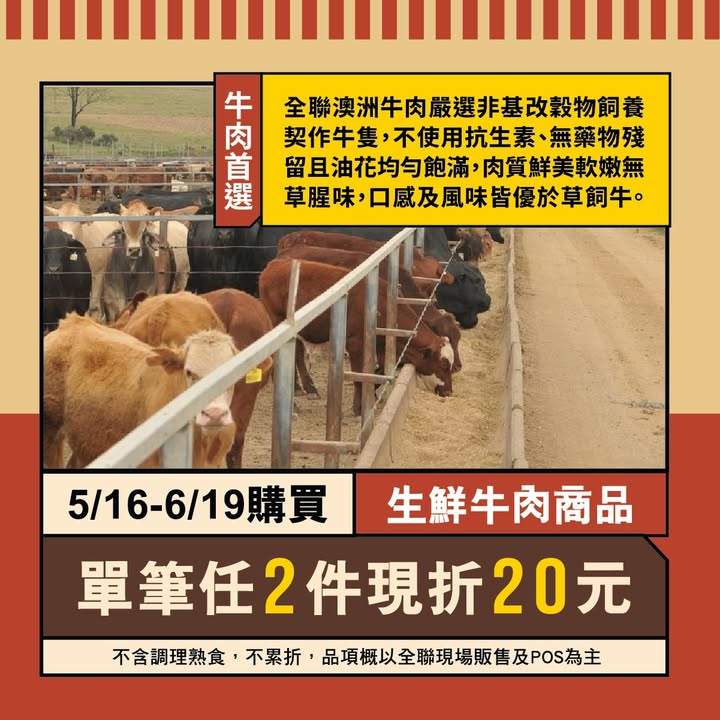 牛肉首選
全聯澳洲牛肉嚴選非基改穀物飼養
契作牛隻，不使用抗生素、無藥物殘
留且油花均勻飽滿，肉質鮮美軟嫩無
草腥味，口感及風味皆優於草飼牛。
5/16-6/19購買
生鮮牛肉商品
單筆任2件現折20元
不含調理熟食，不累折，品項概以全聯現場販售及POS為主